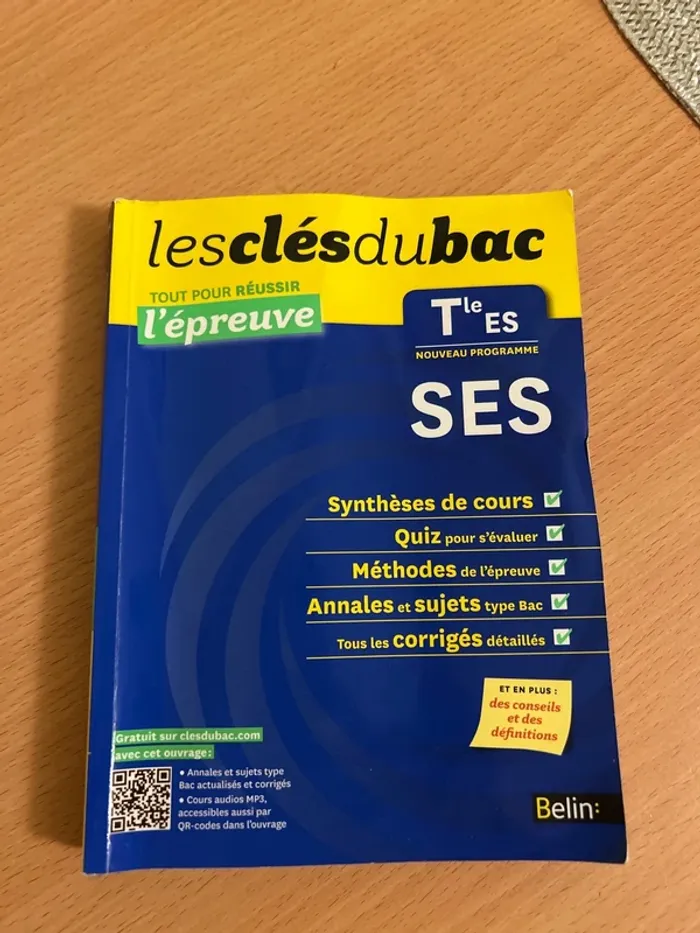 lesclésdubac
TOUT POUR RÉUSSIR
l'épreuve
Tle ES
NOUVEAU PROGRAMME
SES
Synthèses de cours
Quiz pour s'évaluer
Méthodes de l'épreuve
Annales et sujets type Bac
Tous les corrigés détaillés
ET EN PLUS :
des conseils
et des
définitions
Gratuit sur clesdubac.com
avec cet ouvrage :
• Annales et sujets type
Bac actualisés et corrigés
• Cours audios MP3,
accessibles aussi par
QR-codes dans l'ouvrage
Belin: